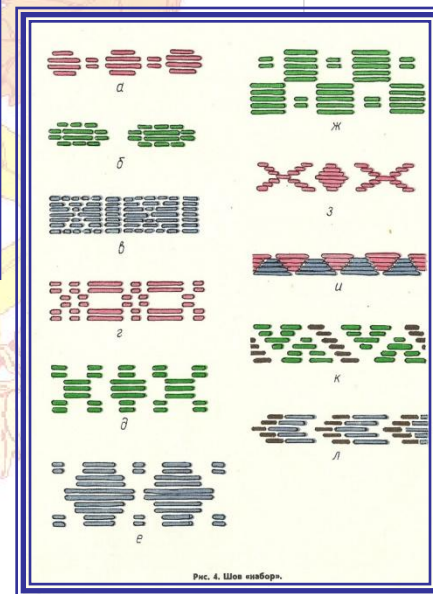 а
б
в
г
д
е
ж
з
и
к
л
Рис. 4. Шов «набор».